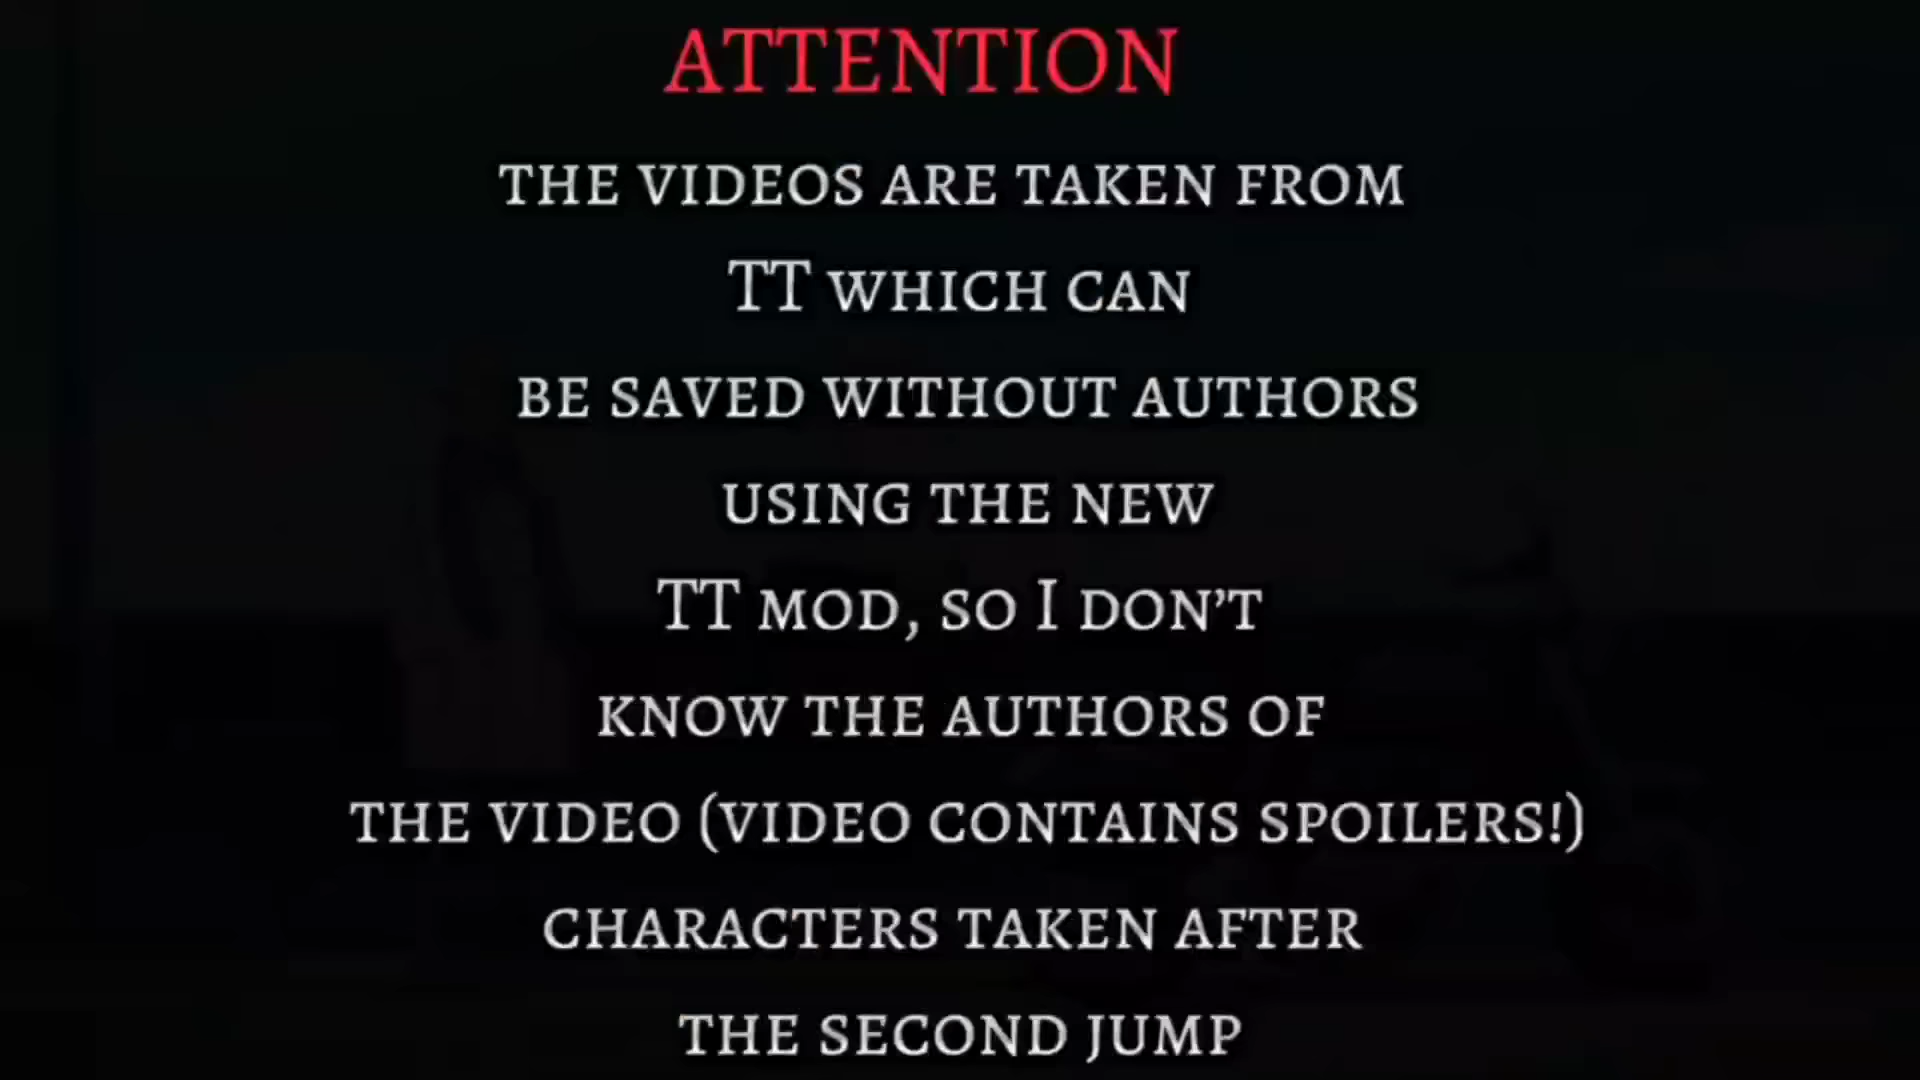 ATTENTION
THE VIDEOS ARE TAKEN FROM
TT WHICH CAN
BE SAVED WITHOUT AUTHORS
USING THE NEW
TT MOD, SO I DON'T
KNOW THE AUTHORS OF
THE VIDEO (VIDEO CONTAINS SPOILERS!)
CHARACTERS TAKEN AFTER
THE SECOND JUMP